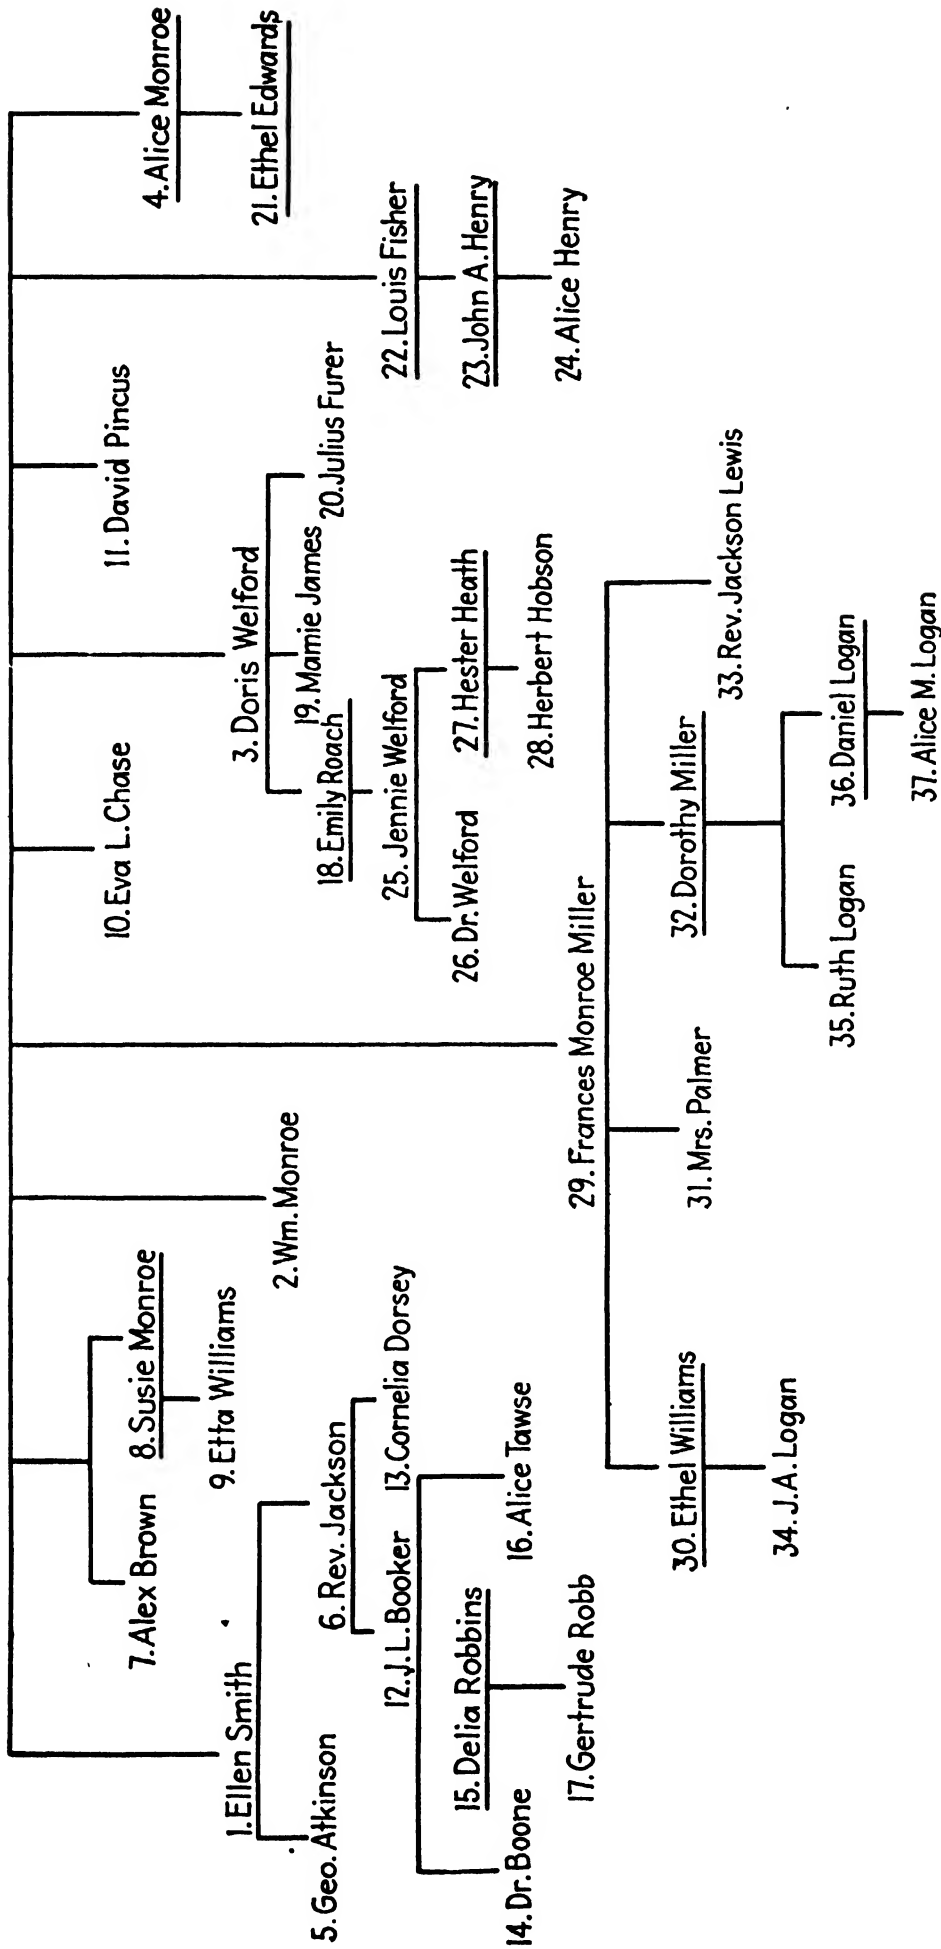 4. Alice Monroe
21. Ethel Edwards
22. Louis Fisher
23. John A. Henry
24. Alice Henry
11. David Pincus
3. Doris Welford
18. Emily Roach
19. Mamie James
20. Julius Furer
25. Jennie Welford
26. Dr. Welford
27. Hester Heath
28. Herbert Hobson
10. Eva L. Chase
29. Frances Monroe Miller
30. Ethel Williams
31. Mrs. Palmer
32. Dorothy Miller
33. Rev. Jackson Lewis
34. J.A. Logan
35. Ruth Logan
36. Daniel Logan
37. Alice M. Logan
2. Wm. Monroe
7. Alex Brown
8. Susie Monroe
9. Etta Williams
1. Ellen Smith
5. Geo. Atkinson
6. Rev. Jackson
12. J.L. Booker
13. Cornelia Dorsey
14. Dr. Boone
15. Delia Robbins
16. Alice Tawse
17. Gertrude Robb